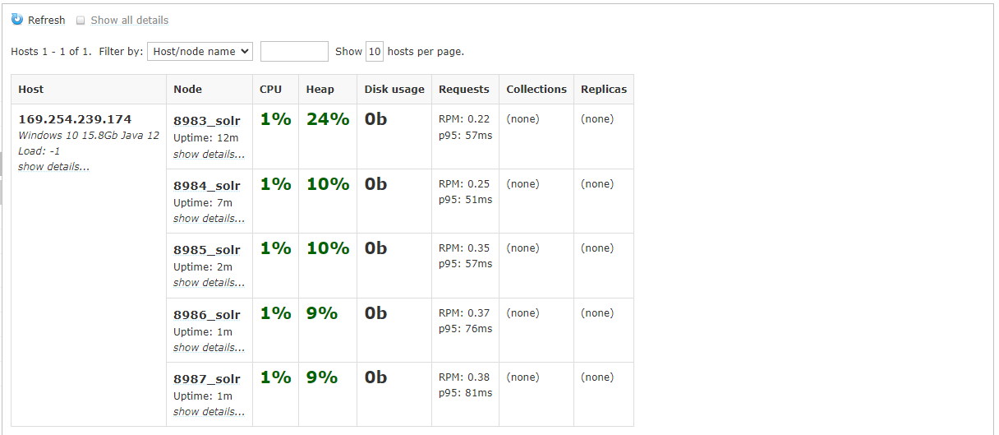 Refresh Show all details
Hosts 1 - 1 of 1. Filter by: Host/node name Show 10 hosts per page.
Host Node CPU Heap Disk usage Requests Collections Replicas
169.254.239.174
Windows 10 15.8Gb Java 12
Load: -1
show details...
8983_solr 1% 24% 0b RPM: 0.22 (none) (none)
Uptime: 12m p95: 57ms
show details...
8984_solr 1% 10% 0b RPM: 0.25 (none) (none)
Uptime: 7m p95: 51ms
show details...
8985_solr 1% 10% 0b RPM: 0.35 (none) (none)
Uptime: 2m p95: 57ms
show details...
8986_solr 1% 9% 0b RPM: 0.37 (none) (none)
Uptime: 1m p95: 76ms
show details...
8987_solr 1% 9% 0b RPM: 0.38 (none) (none)
Uptime: 1m p95: 81ms
show details...